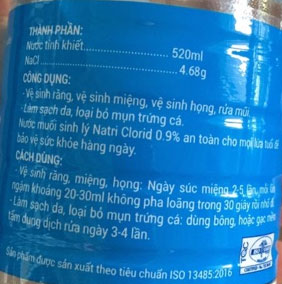 THÀNH PHẦN:
Nước tinh khiết.................... 520ml
NaCl .................... 4.68g
CÔNG DỤNG:
- Vệ sinh răng, vệ sinh miệng, vệ sinh họng, rửa mũi.
- Làm sạch da, loại bỏ mụn trứng cá.
Nước muối sinh lý Natri Clorid 0.9% an toàn cho mọi lứa tuổi để
bảo vệ sức khỏe hàng ngày.
CÁCH DÙNG:
- Vệ sinh răng, miệng, họng: Ngày súc miệng 2-5 lần, mỗi lần
ngậm khoảng 20-30ml không pha loãng trong 30 giây rồi nhổ đi.
- Làm sạch da, loại bỏ mụn trứng cá: dùng bông, hoặc gạc mềm
tẩm dung dịch rửa ngày 3-4 lần.
Sản phẩm được sản xuất theo tiêu chuẩn ISO 13485:2016